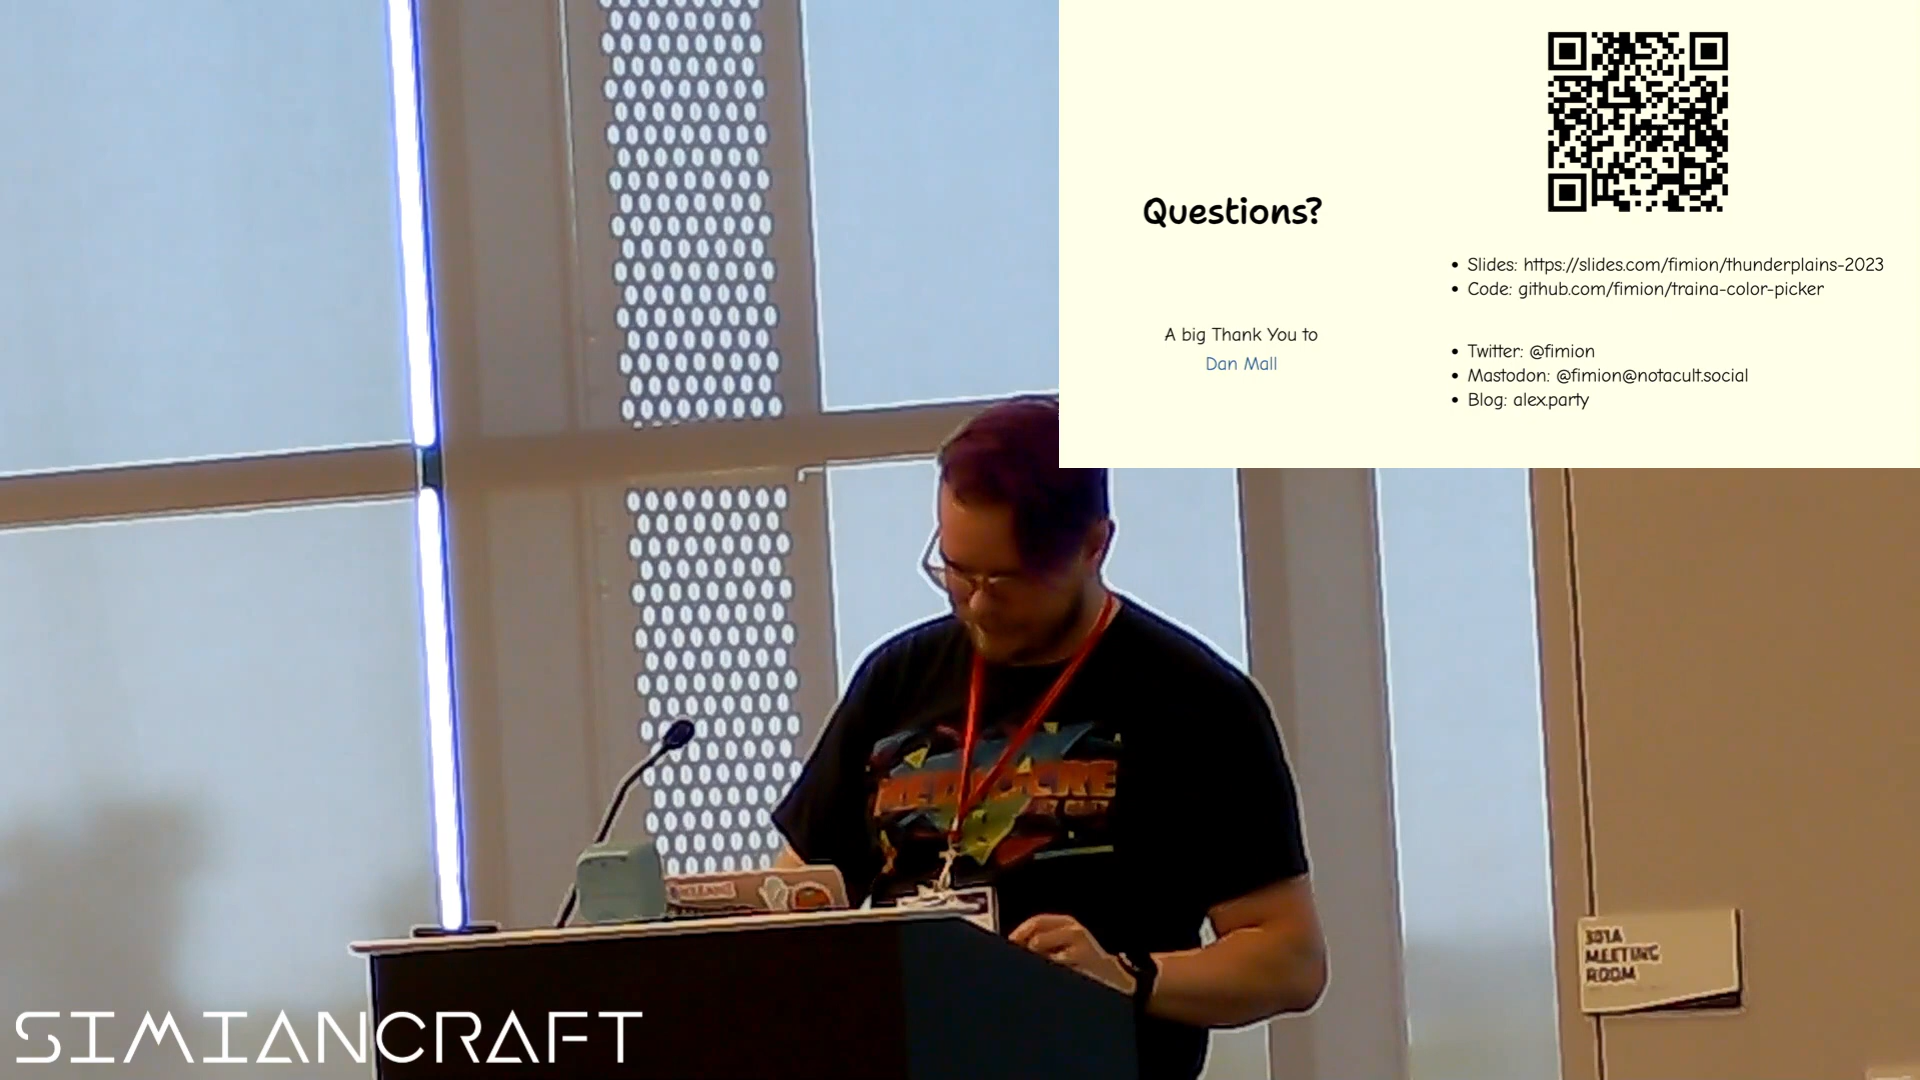 Questions?
A big Thank You to
Dan Mall
Slides: https://slides.com/fimion/thunderplains-2023
Code: github.com/fimion/traina-color-picker
Twitter: @fimion
Mastodon: @fimion@notacult.social
Blog: alex.party
301A
MEETING
ROOM
SIMIANCRAFT